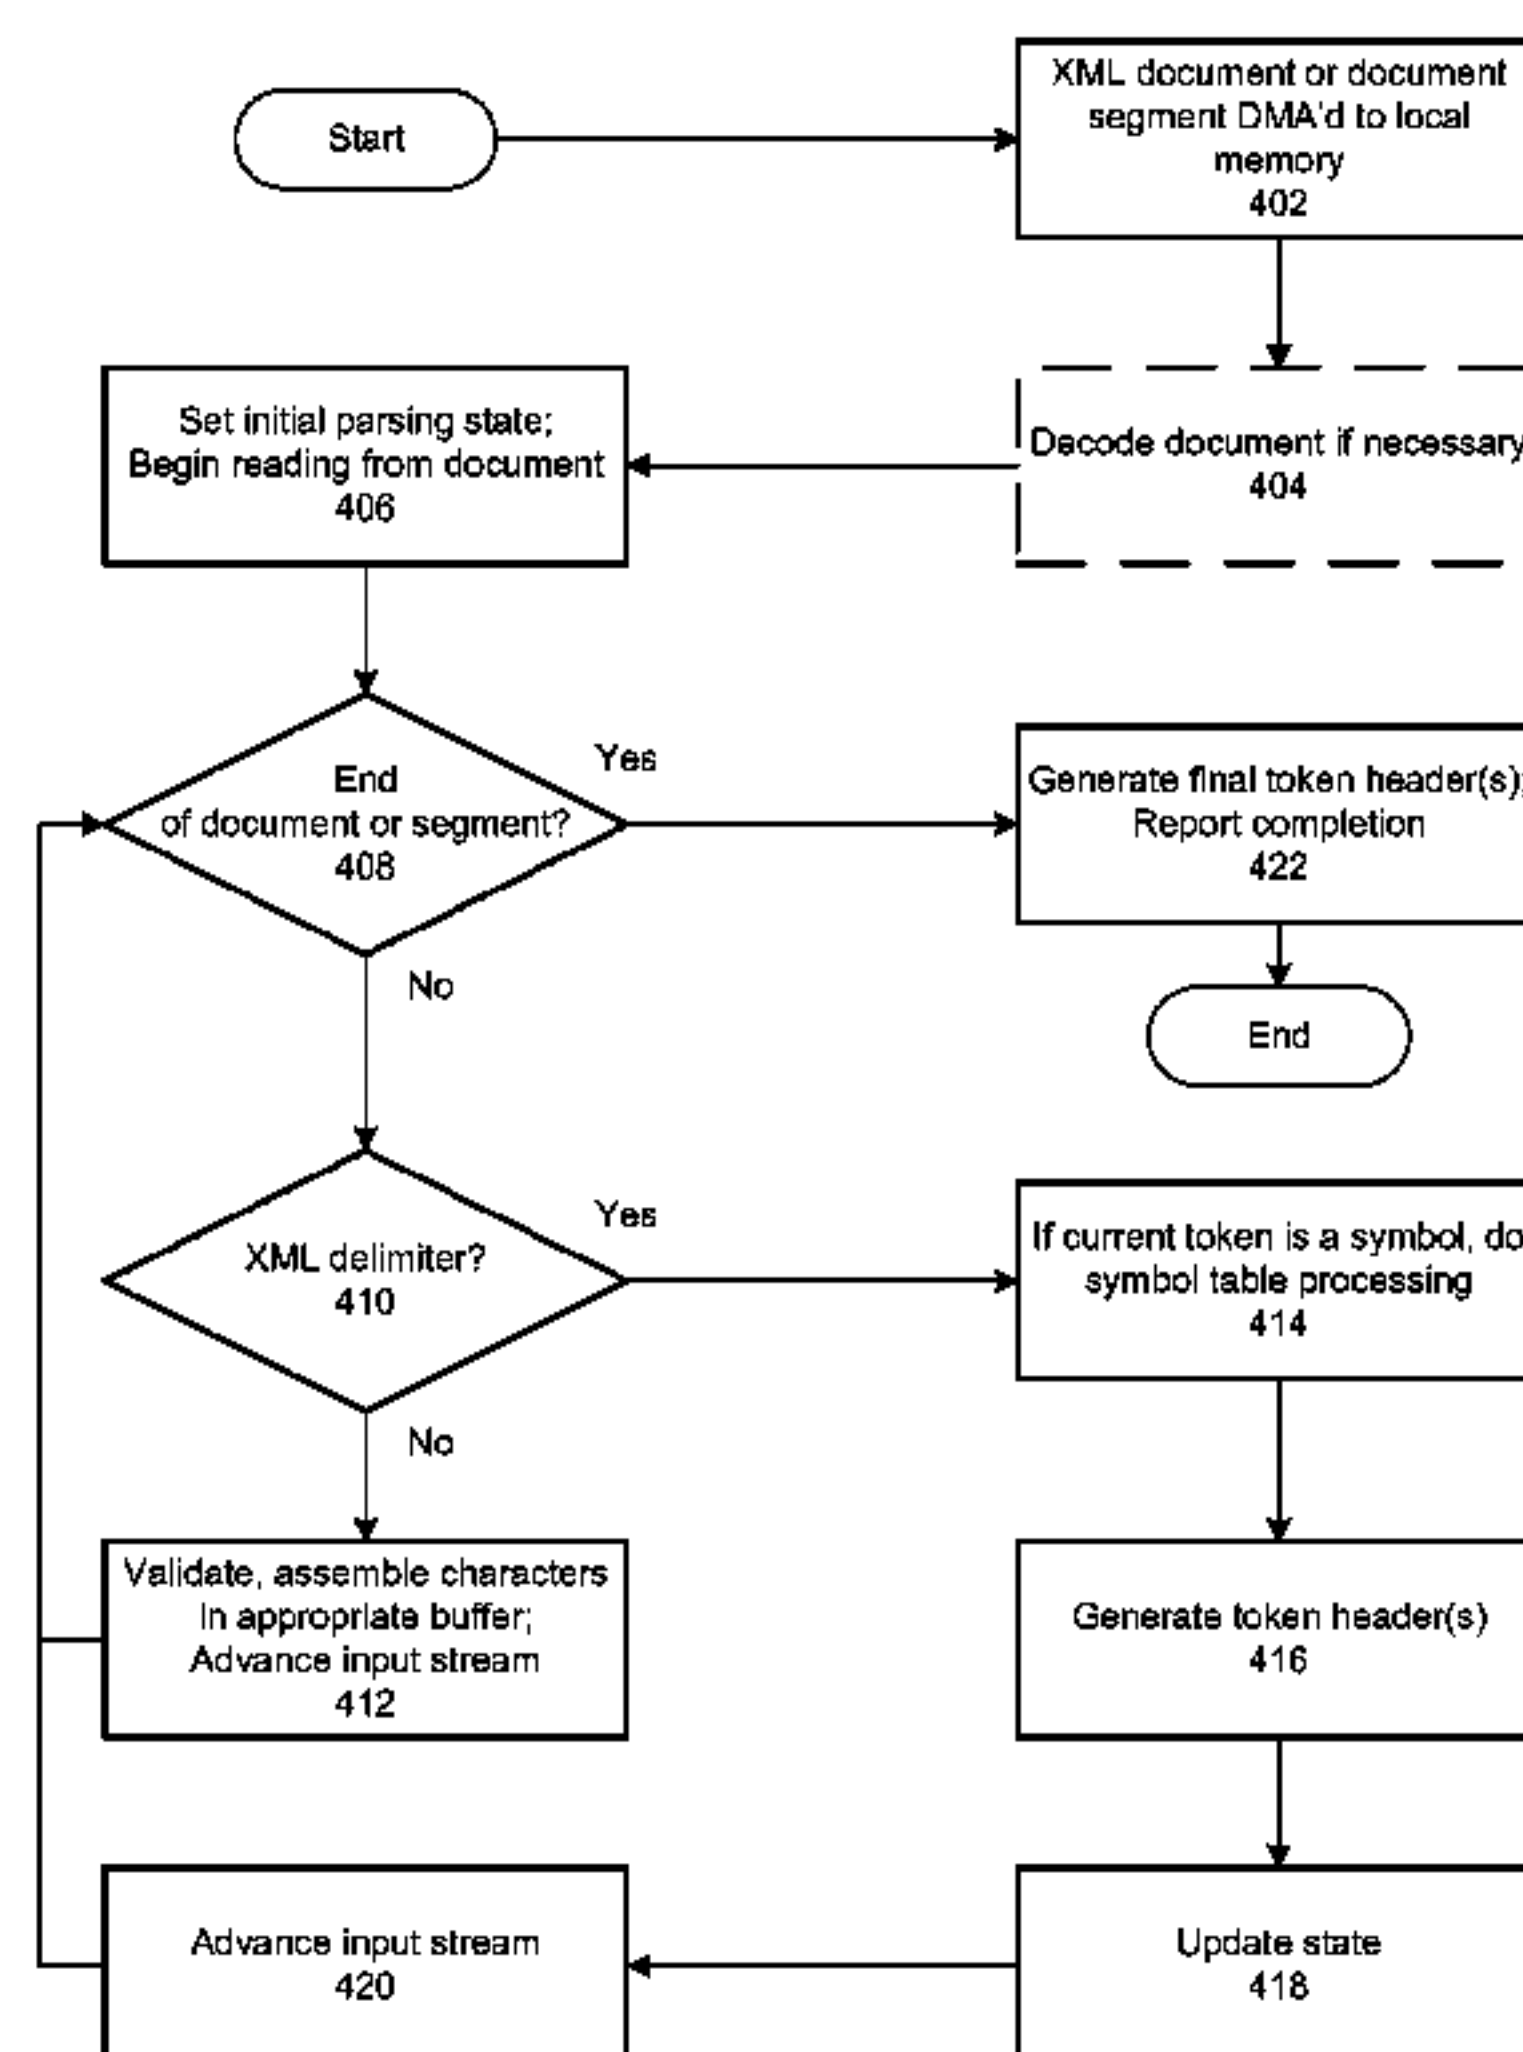 Start
XML document or document
segment DMA'd to local
memory
402
Decode document if necessary
404
Set initial parsing state;
Begin reading from document
406
End
of document or segment?
408
Yes
Generate final token header(s);
Report completion
422
End
No
XML delimiter?
410
Yes
If current token is a symbol, do
symbol table processing
414
No
Validate, assemble characters
in appropriate buffer;
Advance input stream
412
Generate token header(s)
416
Update state
418
Advance input stream
420